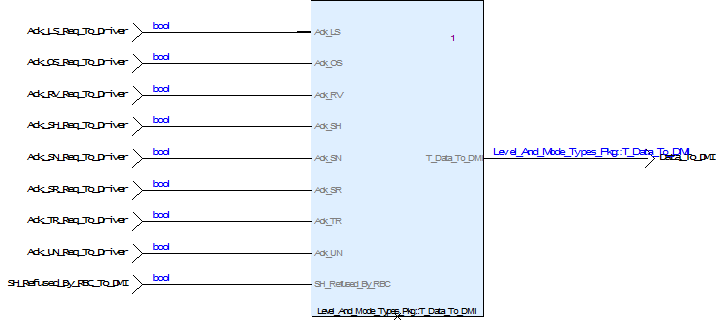 Ack_LS_Req_To_Driver bool Ack_LS
1
Ack_OS_Req_To_Driver bool Ack_OS
Ack_RV_Req_To_Driver bool Ack_RV
Ack_SH_Req_To_Driver bool Ack_SH
Ack_SN_Req_To_Driver bool Ack_SN T_Data_To_DMI Level_And_Mode_Types_Pkg::T_Data_To_DMI Data_To_DMI
Ack_SR_Req_To_Driver bool Ack_SR
Ack_TR_Req_To_Driver bool Ack_TR
Ack_UN_Req_To_Driver bool Ack_UN
SH_Refused_By_RBC_To_DMI bool SH_Refused_By_RBC
Level_And_Mode_Types_Pkg::T_Data_To_DMI